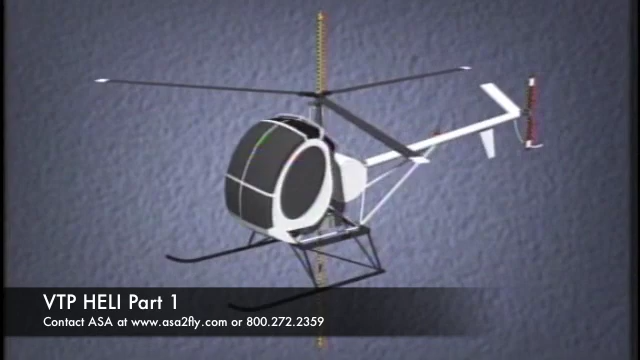 VTP HELI Part 1
Contact ASA at www.asa2fly.com or 800.272.2359